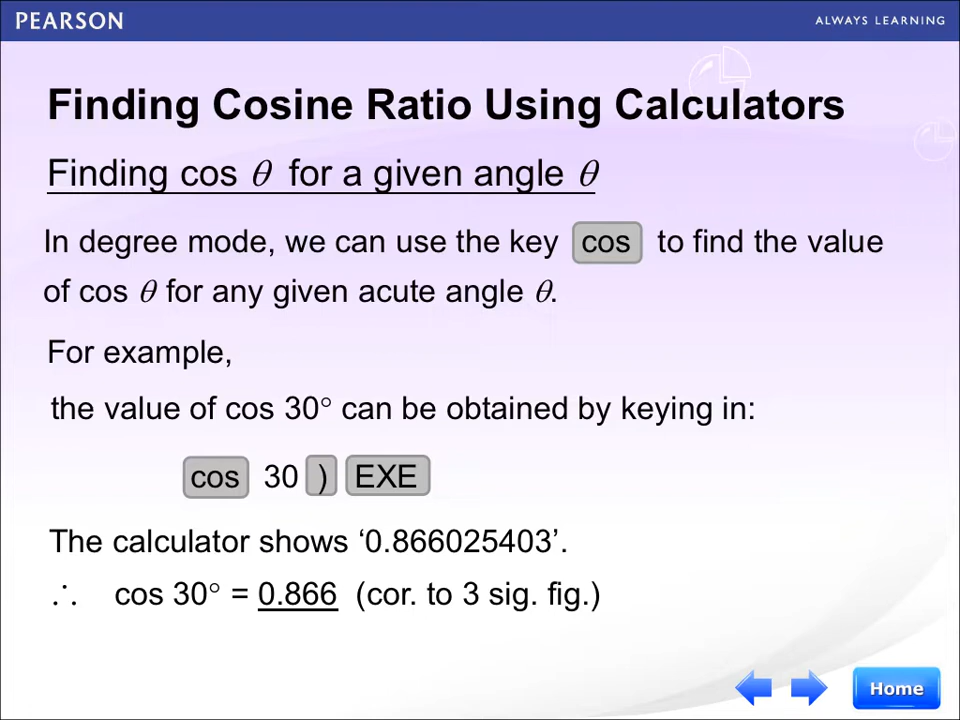 PEARSON
ALWAYS LEARNING
Finding Cosine Ratio Using Calculators
Finding cos θ for a given angle θ
In degree mode, we can use the key cos to find the value
of cos θ for any given acute angle θ.
For example,
the value of cos 30° can be obtained by keying in:
cos 30 ) EXE
The calculator shows ‘0.866025403’.
∴ cos 30° = 0.866 (cor. to 3 sig. fig.)
Home